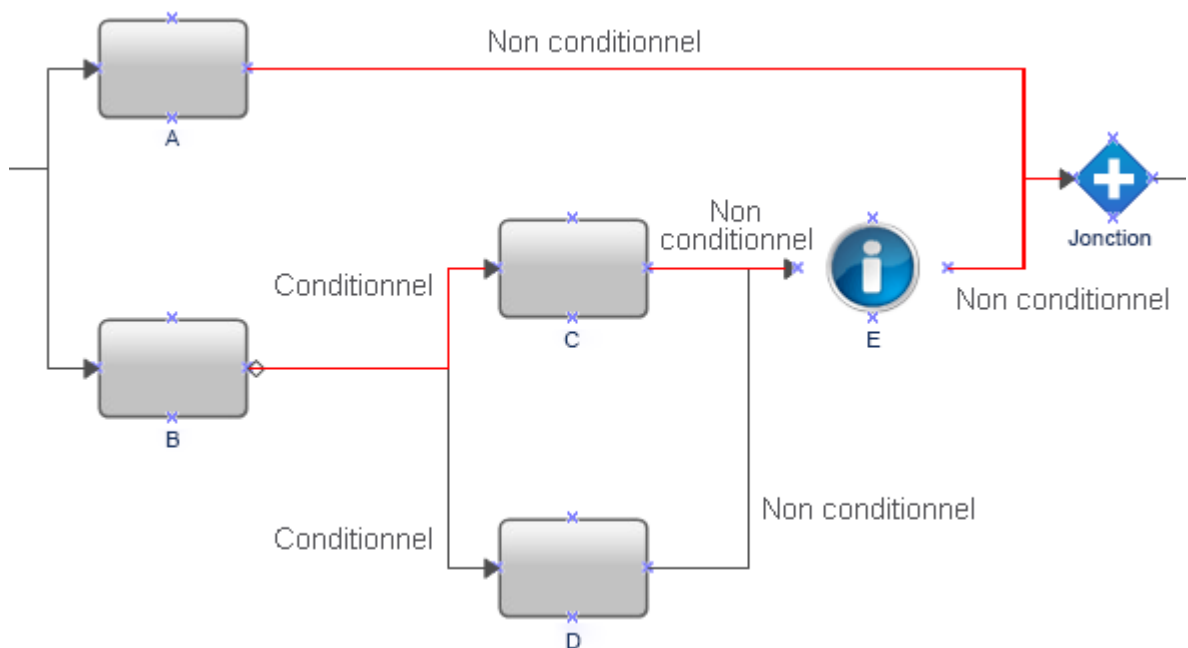 Non conditionnel
A
Non
conditionnel
Jonction
Conditionnel
C
E
Non conditionnel
B
Non conditionnel
Conditionnel
D